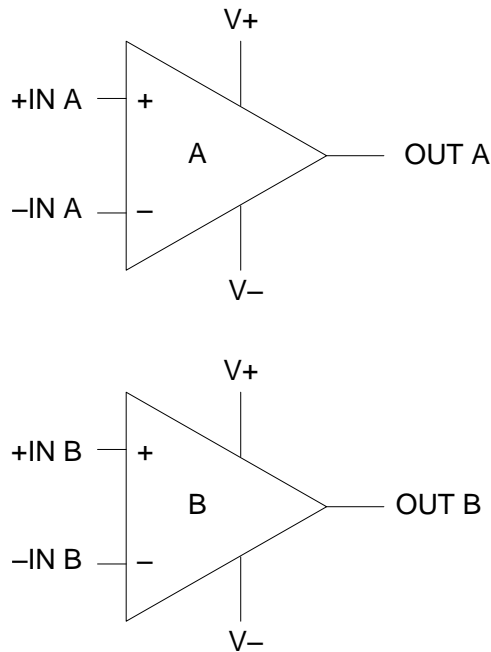 V+
+IN A
+
A
OUT A
–IN A
–
V–
V+
+IN B
+
B
OUT B
–IN B
–
V–